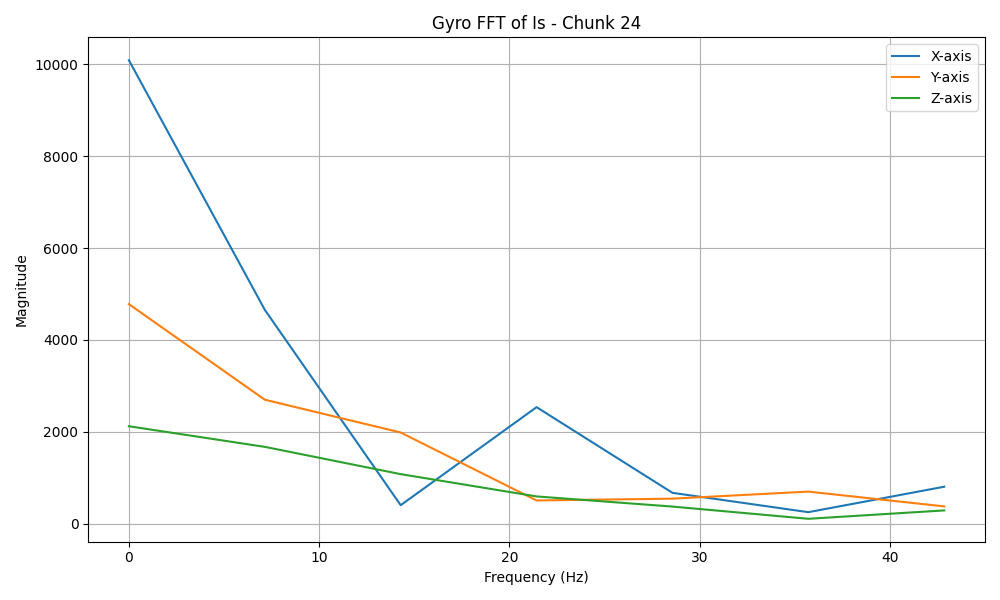 Gyro FFT of Is - Chunk 24
X-axis
Y-axis
Z-axis
10000
8000
6000
4000
2000
0
Magnitude
0 10 20 30 40
Frequency (Hz)